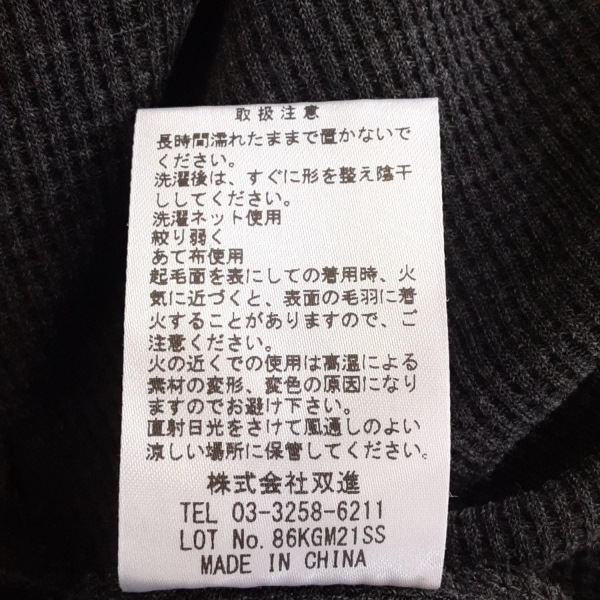 取扱注意
長時間濡れたままで置かないで
ください。
洗濯後は、すぐに形を整え陰干
ししてください。
洗濯ネット使用
絞り弱く
あて布使用
起毛面を表にしての着用時、火
気に近づくと、表面の毛羽に着
火することがありますので、ご
注意ください。
火の近くでの使用は高温による
素材の変形、変色の原因になり
ますのでお避け下さい。
直射日光をさけて風通しのよい
涼しい場所に保管してください。
株式会社双進
TEL 03-3258-6211
LOT No. 86KGM21SS
MADE IN CHINA